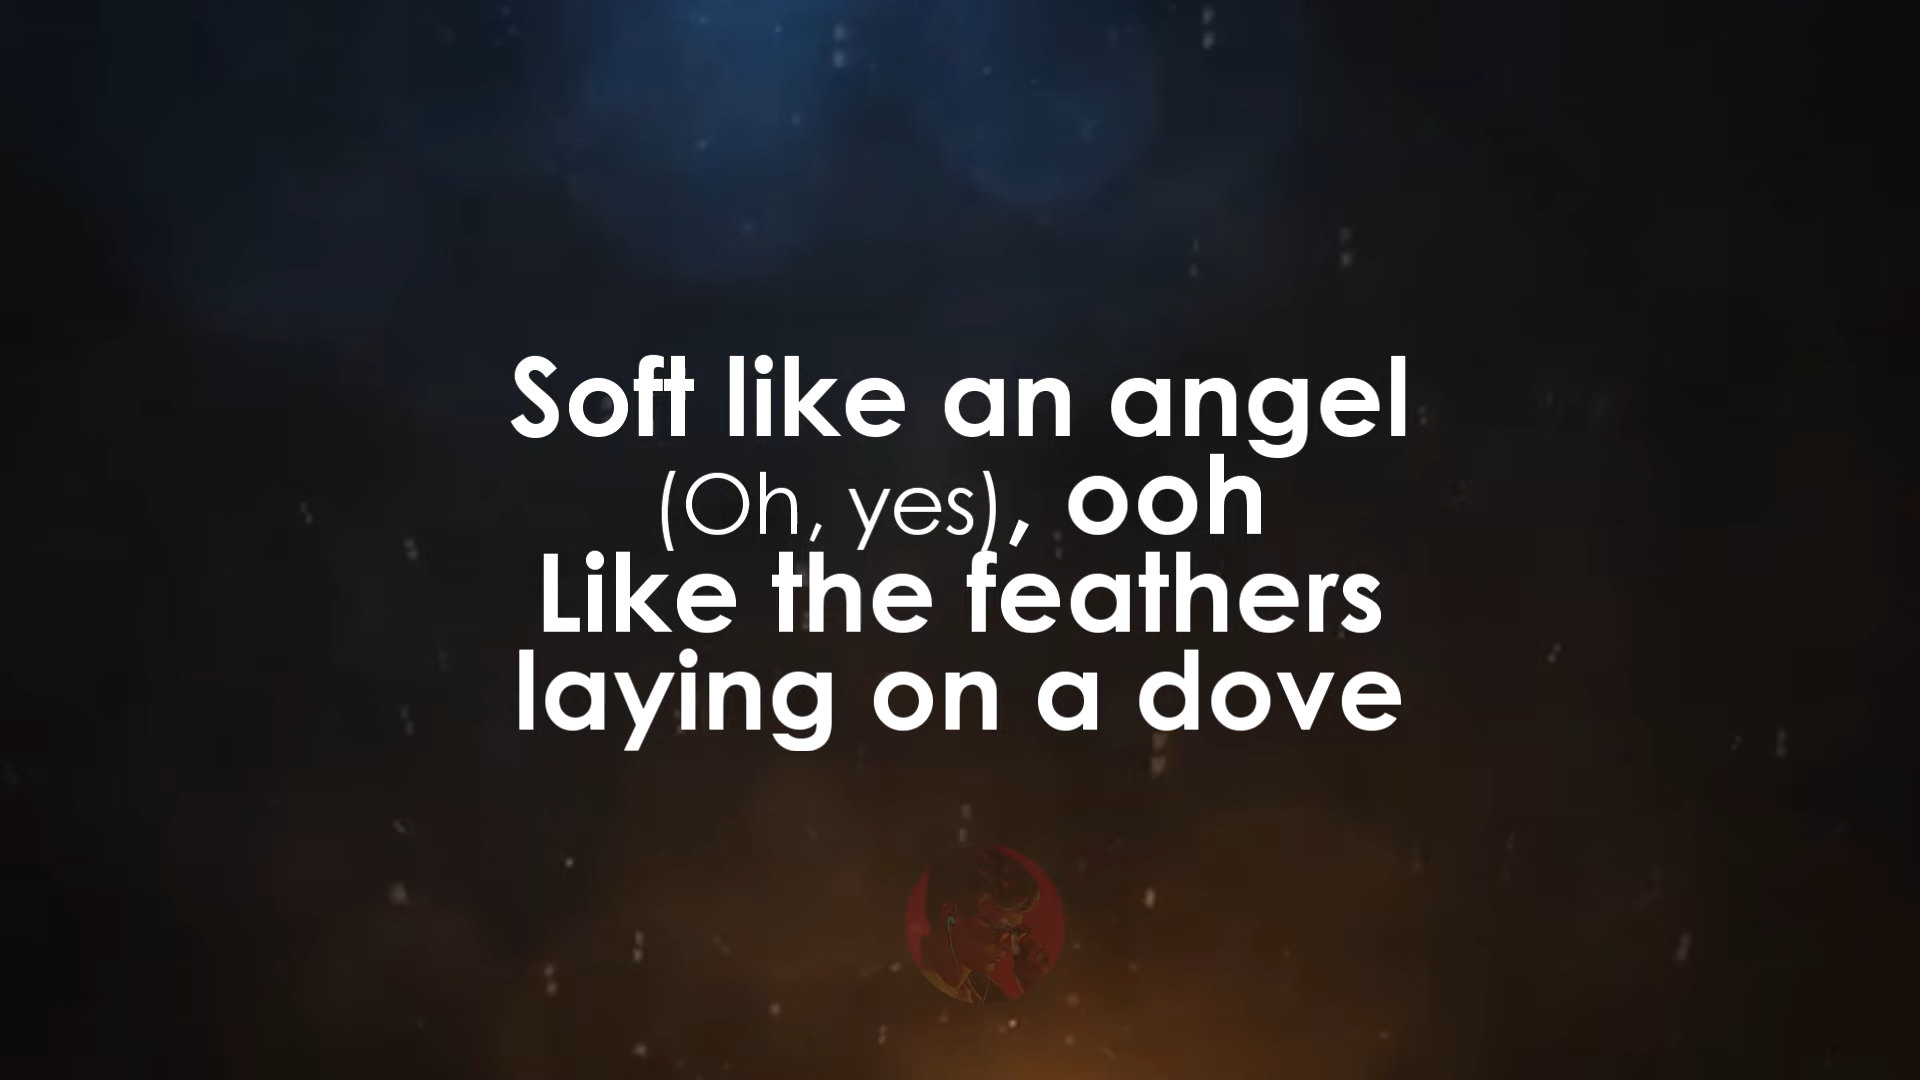 Soft like an angel
(Oh, yes), ooh
Like the feathers
laying on a dove